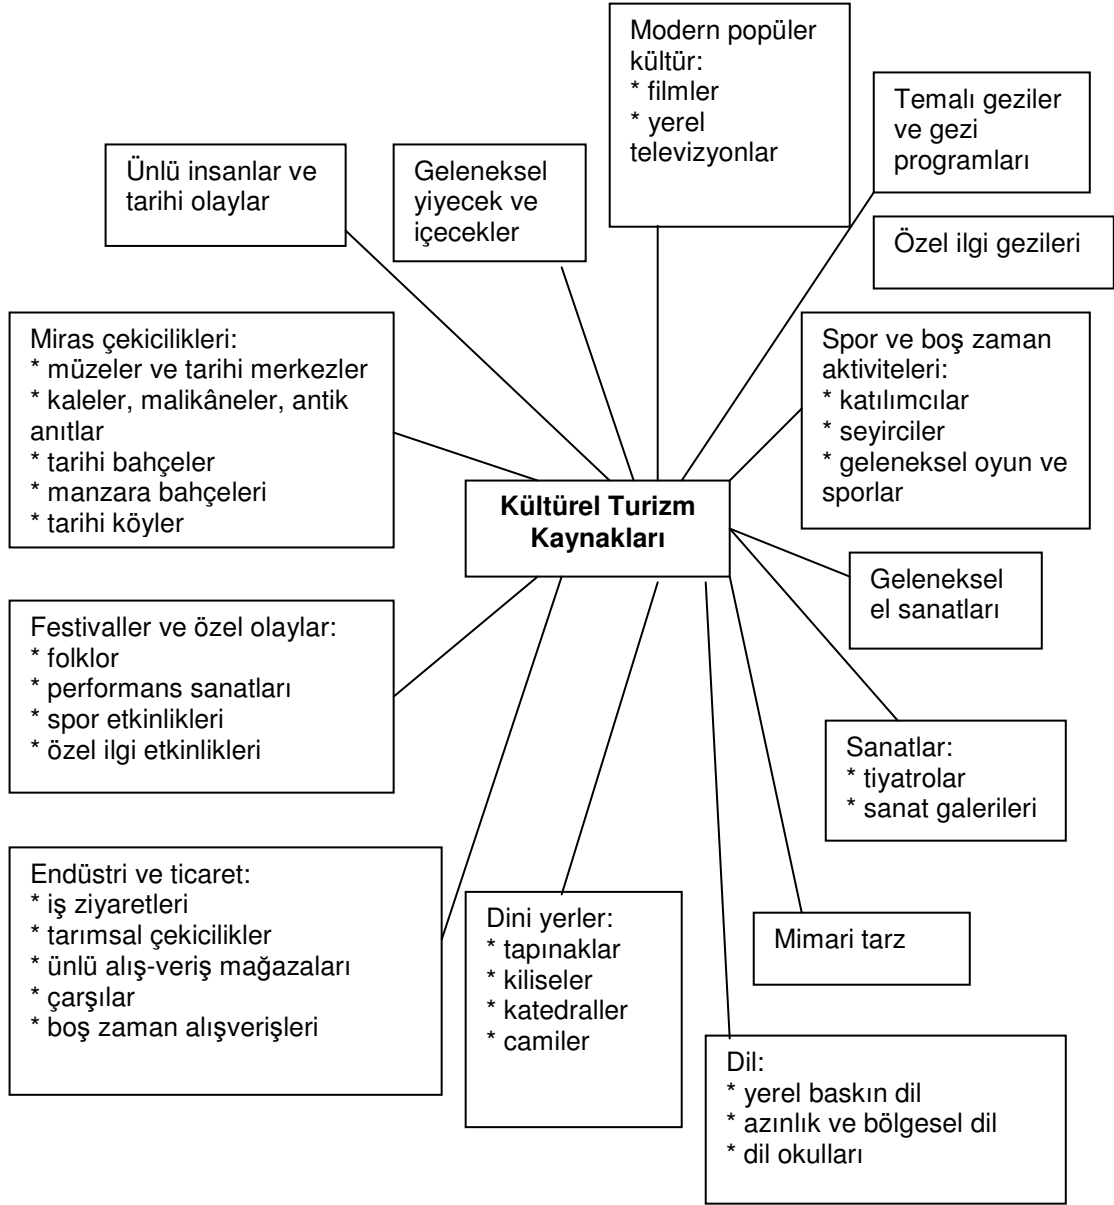 Modern popüler
kültür:
* filmler
* yerel
televizyonlar
Temalı geziler
ve gezi
programları
Ünlü insanlar ve
tarihi olaylar
Geleneksel
yiyecek ve
içecekler
Özel ilgi gezileri
Miras çekicilikleri:
* müzeler ve tarihi merkezler
* kaleler, malikâneler, antik
anıtlar
* tarihi bahçeler
* manzara bahçeleri
* tarihi köyler
Spor ve boş zaman
aktiviteleri:
* katılımcılar
* seyirciler
* geleneksel oyun ve
sporlar
Kültürel Turizm
Kaynakları
Geleneksel
el sanatları
Festivaller ve özel olaylar:
* folklor
* performans sanatları
* spor etkinlikleri
* özel ilgi etkinlikleri
Sanatlar:
* tiyatrolar
* sanat galerileri
Endüstri ve ticaret:
* iş ziyaretleri
* tarımsal çekicilikler
* ünlü alış-veriş mağazaları
* çarşılar
* boş zaman alışverişleri
Dini yerler:
* tapınaklar
* kiliseler
* katedraller
* camiler
Mimari tarz
Dil:
* yerel baskın dil
* azınlık ve bölgesel dil
* dil okulları